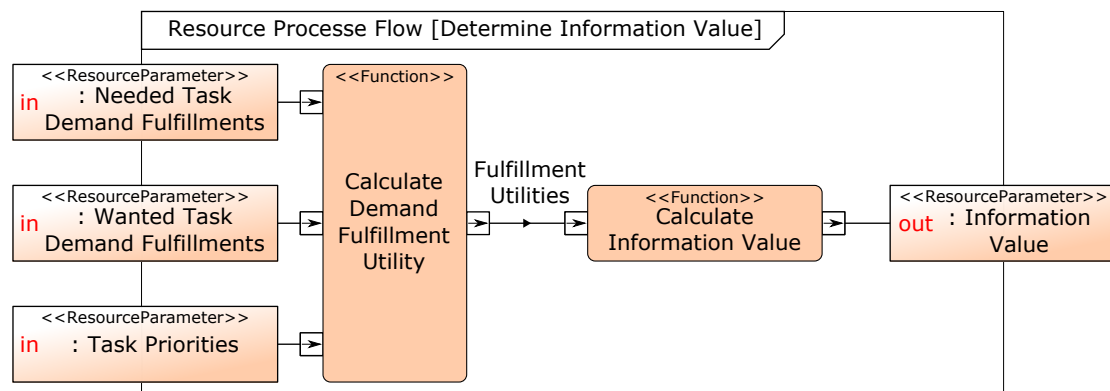 Resource Processe Flow [Determine Information Value]
<<ResourceParameter>>
in : Needed Task
Demand Fulfillments
<<ResourceParameter>>
in : Wanted Task
Demand Fulfillments
<<ResourceParameter>>
in : Task Priorities
<<Function>>
Calculate
Demand
Fulfillment
Utility
Fulfillment
Utilities
<<Function>>
Calculate
Information Value
<<ResourceParameter>>
out : Information
Value